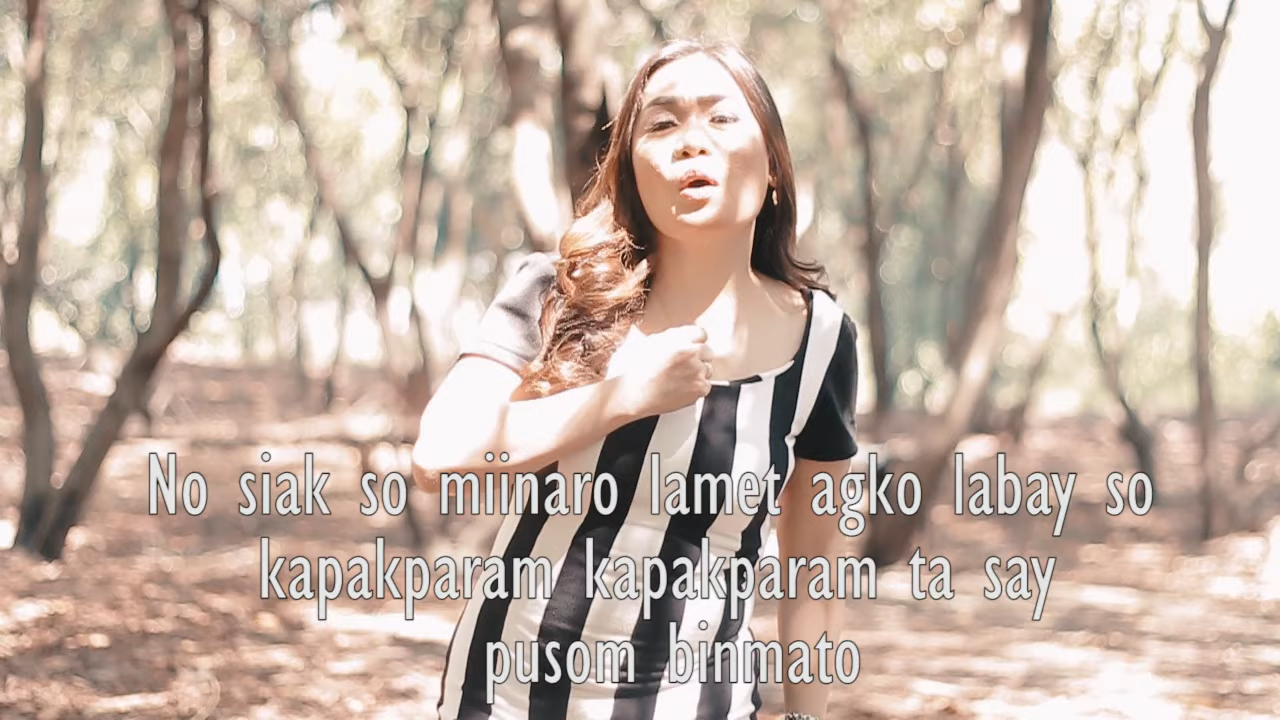 No siak so miinaro lamet agko labay so
kapakparam kapakparam ta say
pusom binmato